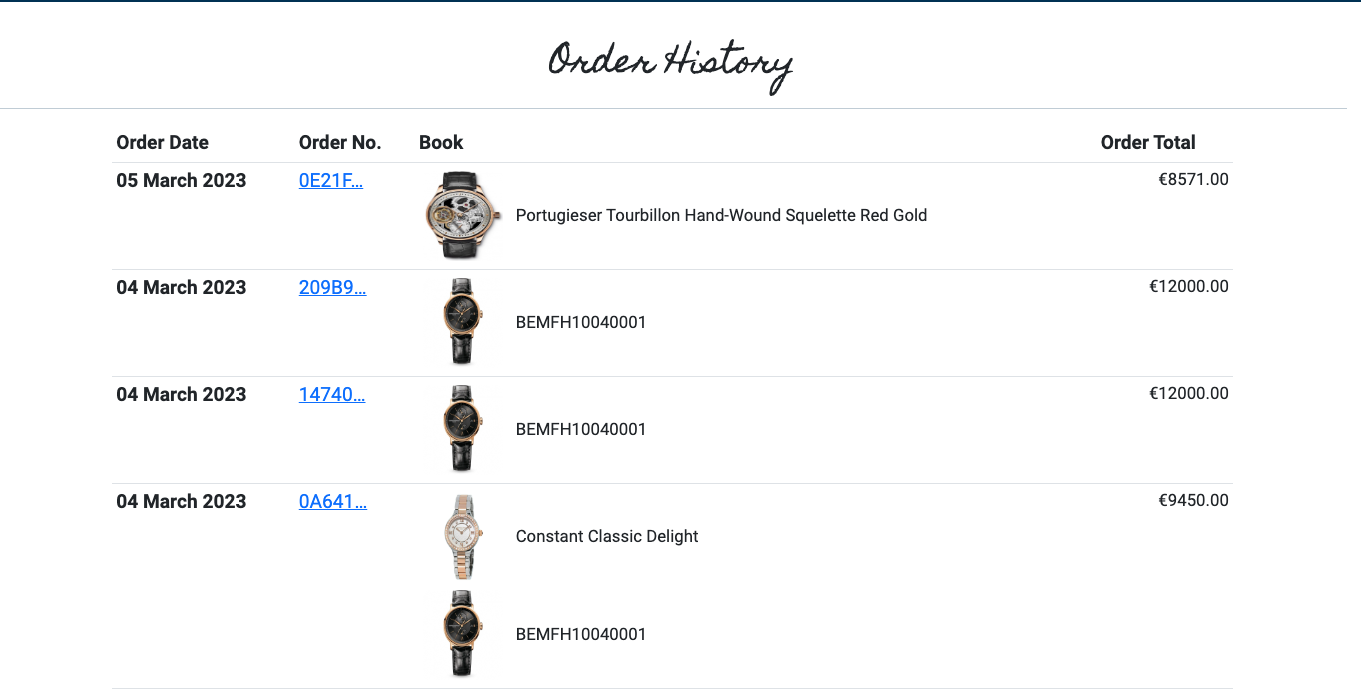 Order History
Order Date Order No. Book Order Total
05 March 2023 0E21F... €8571.00
Portugieser Tourbillon Hand-Wound Squelette Red Gold
04 March 2023 209B9... €12000.00
BEMFH10040001
04 March 2023 14740... €12000.00
BEMFH10040001
04 March 2023 0A641... €9450.00
Constant Classic Delight
BEMFH10040001